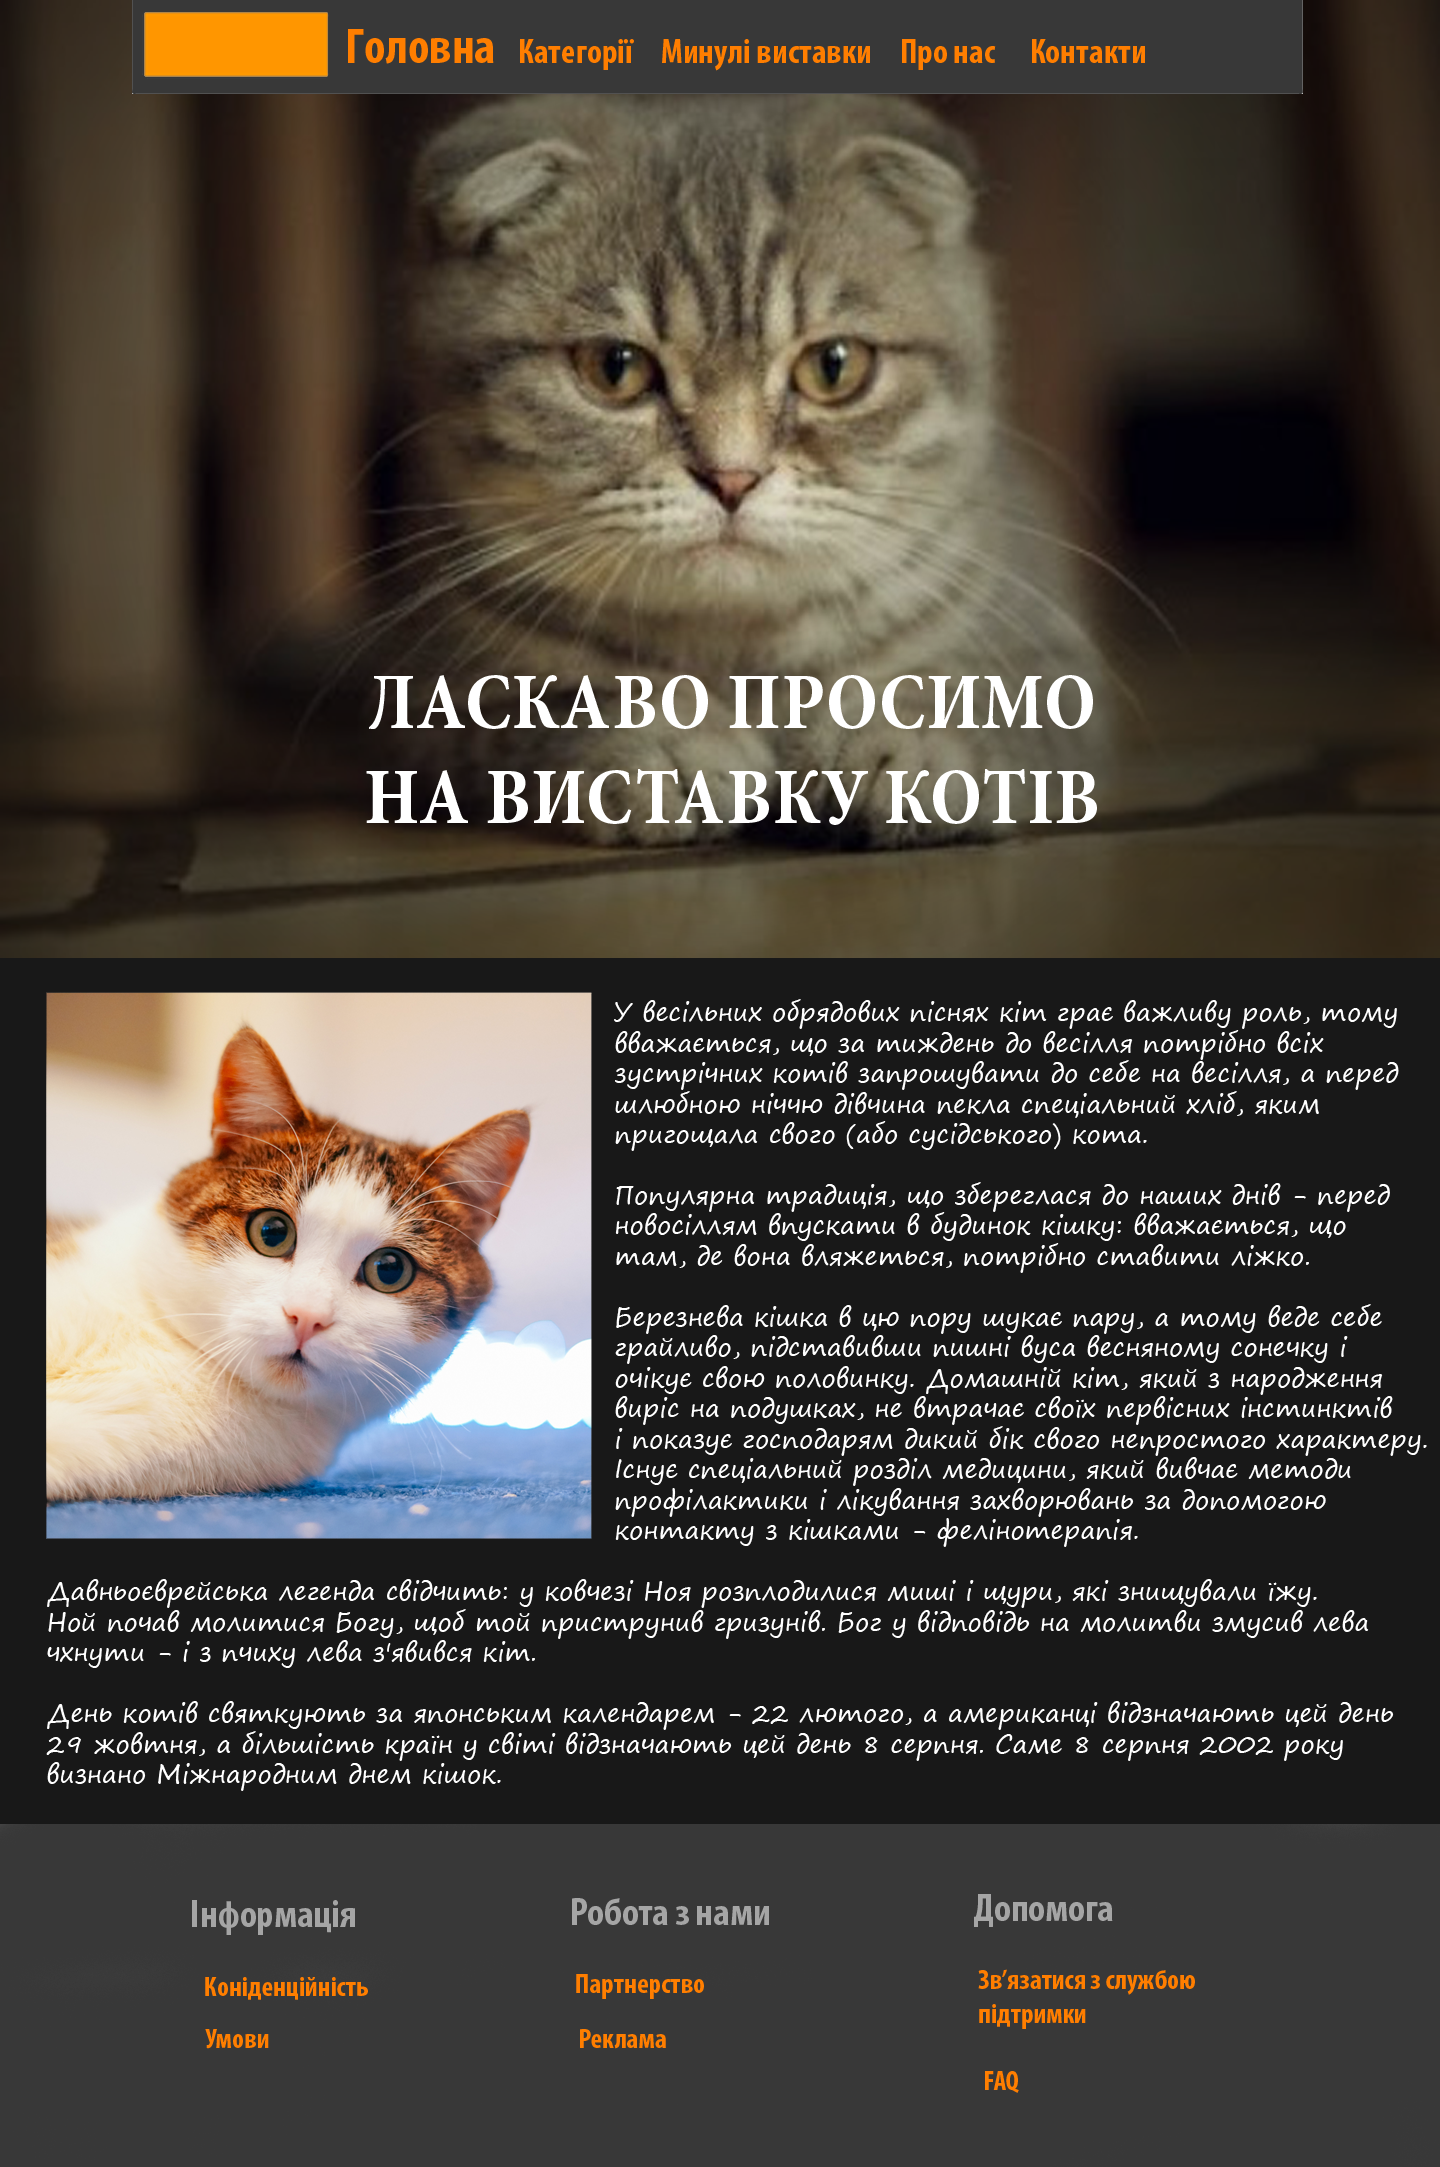 Головна Категорії Минулі виставки Про нас Контакти
ЛАСКАВО ПРОСИМО
НА ВИСТАВКУ КОТІВ
У весільних обрядових піснях кіт грає важливу роль, тому
вважається, що за тиждень до весілля потрібно всіх
зустрічних котів запрошувати до себе на весілля, а перед
шлюбною ніччю дівчина пекла спеціальний хліб, яким
пригощала свого (або сусідського) кота.
Популярна традиція, що збереглася до наших днів - перед
новосіллям впускати в будинок кішку: вважається, що
там, де вона вляжеться, потрібно ставити ліжко.
Березнева кішка в цю пору шукає пару, а тому веде себе
грайливо, підставивши пишні вуса весняному сонечку і
очікує свою половинку. Домашній кіт, який з народження
виріс на подушках, не втрачає своїх первісних інстинктів
і показує господарям дикий бік свого непростого характеру.
Існує спеціальний розділ медицини, який вивчає методи
профілактики і лікування захворювань за допомогою
контакту з кішками - фелінотерапія.
Давньоєврейська легенда свідчить: у ковчезі Ноя розплодилися миші і щури, які знищували їжу.
Ной почав молитися Богу, щоб той приструнив гризунів. Бог у відповідь на молитви змусив лева
чхнути - і з пчиху лева з'явився кіт.
День котів святкують за японським календарем - 22 лютого, а американці відзначають цей день
29 жовтня, а більшість країн у світі відзначають цей день 8 серпня. Саме 8 серпня 2002 року
визнано Міжнародним днем кішок.
Інформація
Коніденційність
Умови
Робота з нами
Партнерство
Реклама
Допомога
Зв’язатися з службою
підтримки
FAQ